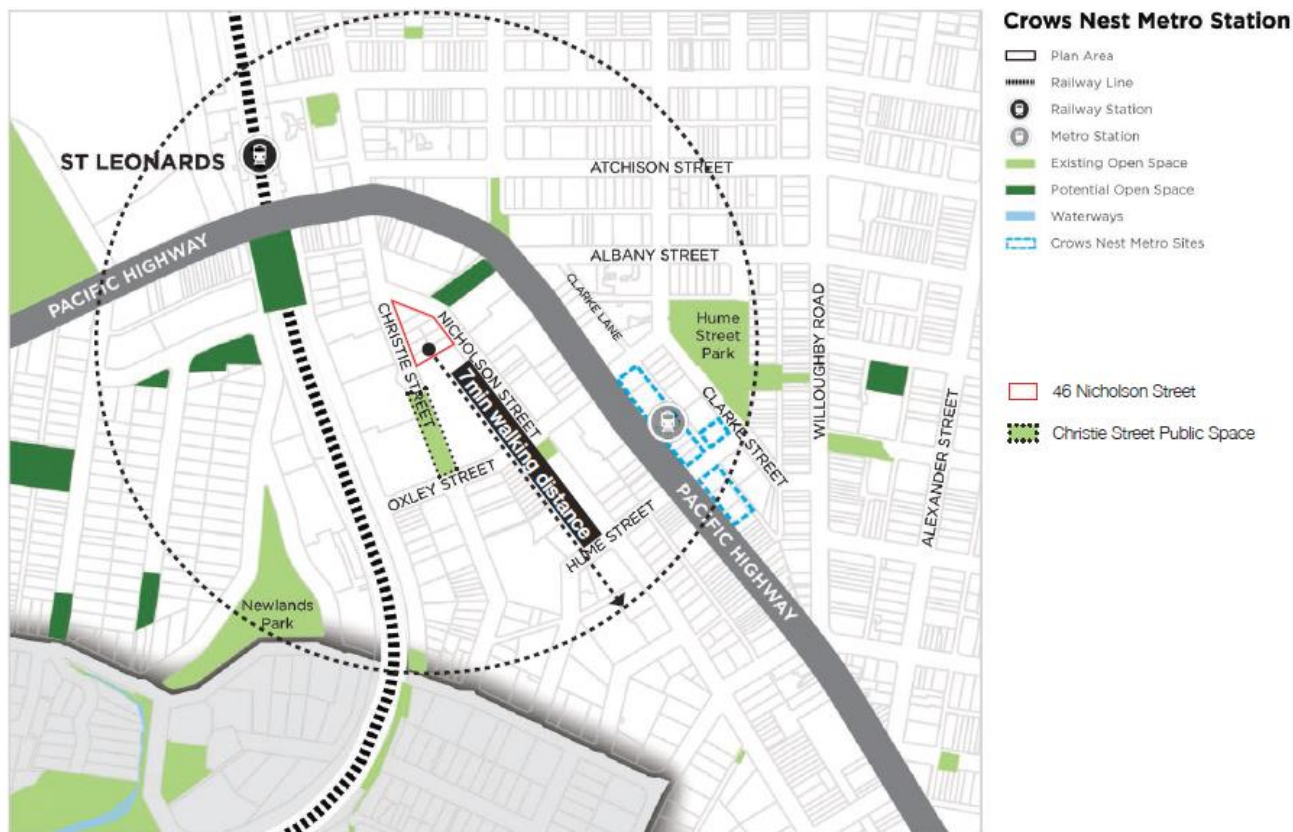 Crows Nest Metro Station
Plan Area
Railway Line
Railway Station
Metro Station
Existing Open Space
Potential Open Space
Waterways
Crows Nest Metro Sites
46 Nicholson Street
Christie Street Public Space
ST LEONARDS
ATCHISON STREET
PACIFIC HIGHWAY
ALBANY STREET
CLARKE LANE
CHRISTIE STREET
NICHOLSON STREET
Hume
Street
Park
WILLOUGHBY ROAD
7min walking distance
CLARKE STREET
ALEXANDER STREET
OXLEY STREET
HUME STREET
PACIFIC HIGHWAY
Newlands
Park